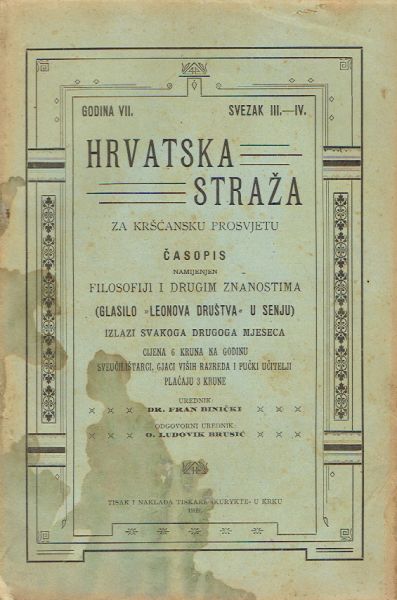 GODINA VII. SVEZAK III.—IV.
HRVATSKA
STRAŽA
ZA KRŠĆANSKU PROSVJETU
ČASOPIS
NAMIJENJEN
FILOSOFIJI I DRUGIM ZNANOSTIMA
(GLASILO »LEONOVA DRUŠTVA« U SENJU)
IZLAZI SVAKOGA DRUGOGA MJESECA
CIJENA 6 KRUNA NA GODINU
SVEUČILIŠTARCI, GJACI VIŠIH RAZREDA I PUČKI UČITELJI
PLAĆAJU 3 KRUNE
UREDNIK:
DR. FRAN BINIČKI
ODGOVORNI UREDNIK:
O. LUDOVIK BRUSIĆ
TISAK I NAKLADA TISKARE »KURYKTE« U KRKU